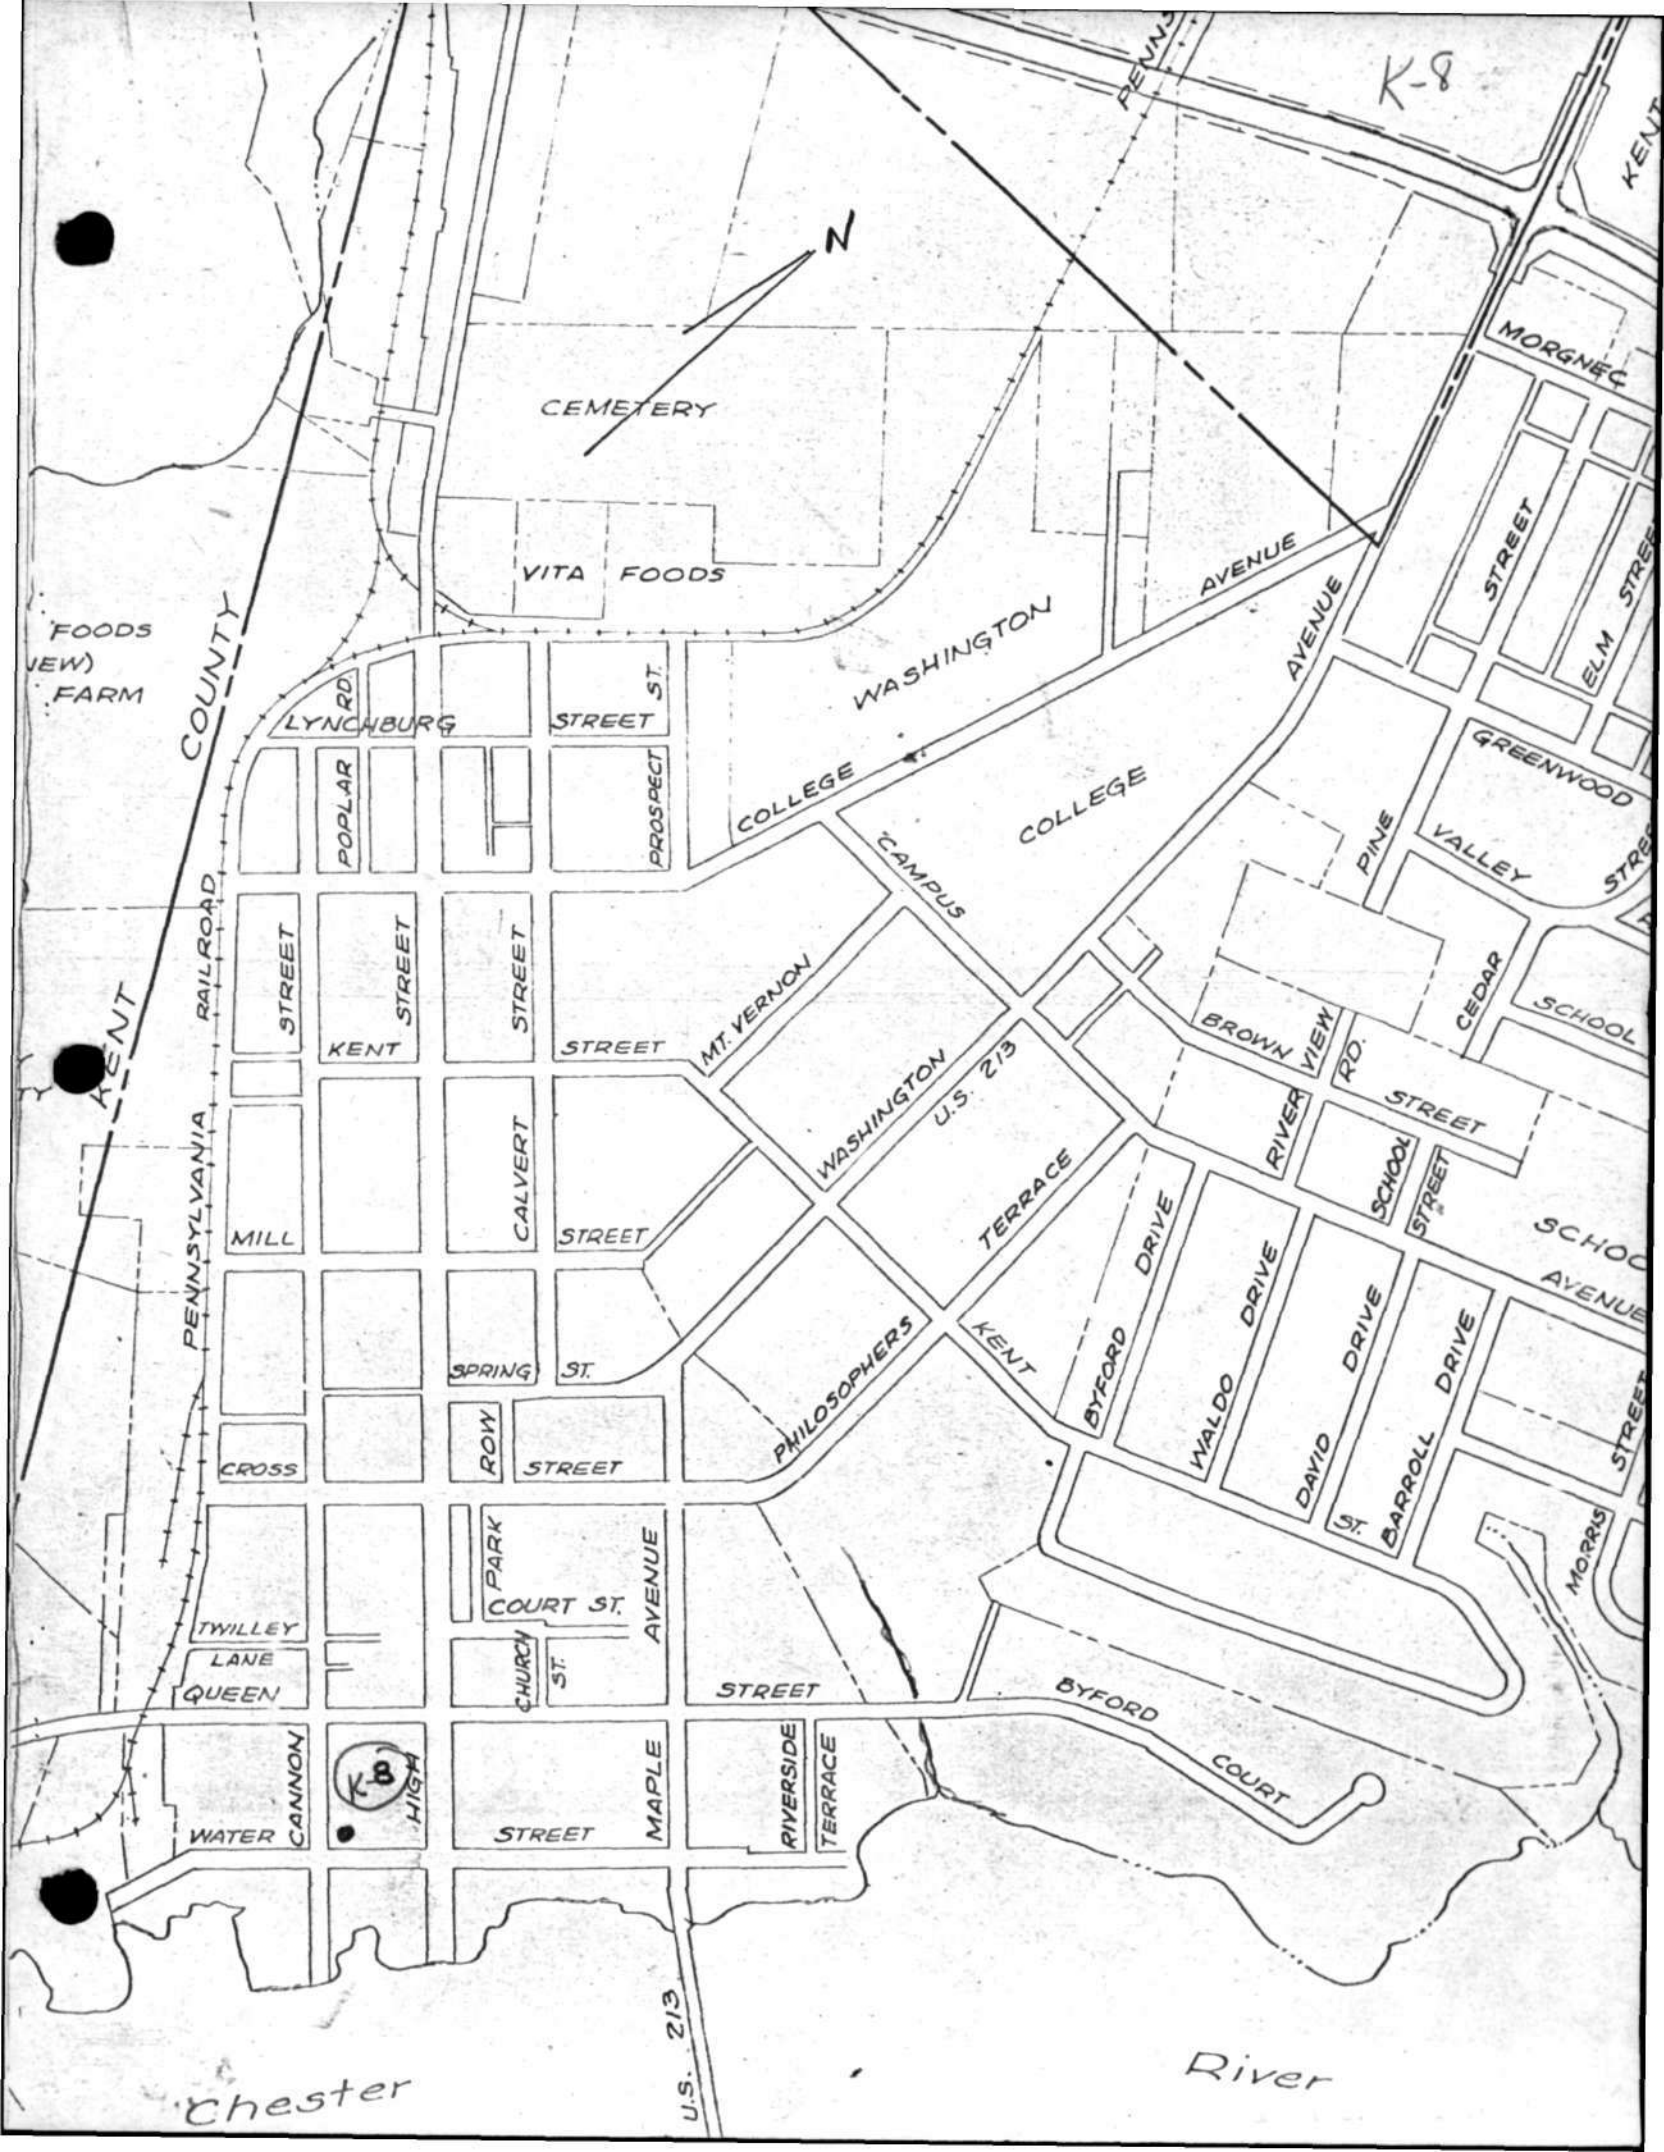 K-8
PENNS
KENT
N
MORGNEC
CEMETERY
STREET
STREE
ELM
VITA FOODS
AVENUE
AVENUE
FOODS
FARM
COUNTY
WASHINGTON
RD.
ST.
LYNCHBURG STREET
GREENWOOD
POPLAR
PROSPECT
COLLEGE
COLLEGE
PINE
VALLEY
STREE
CAMPUS
RAILROAD
STREET
STREET
STREET
KENT
KENT STREET
MT. VERNON
CEDAR
SCHOOL
BROWN
STREET
RIVER VIEW
RD.
WASHINGTON
U.S. 213
PENNSYLVANIA
CALVERT
MILL STREET
TERRACE
SCHOOL
STREET
SCHOO
AVENUE
BYFORD DRIVE
WALDO DRIVE
DAVID DRIVE
BARROLL DRIVE
SPRING ST.
PHILOSOPHERS
KENT
ST.
STREET
MORRIS
CROSS
ROW
STREET
PARK
COURT ST.
AVENUE
TWILLEY
LANE
CHURCH
ST.
QUEEN
STREET
BYFORD
COURT
CANNON
K-8
HIGH
MAPLE
RIVERSIDE
TERRACE
WATER
STREET
U.S. 213
Chester
River